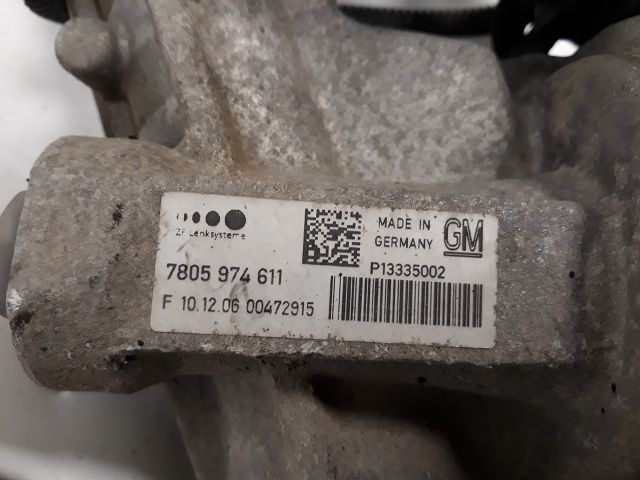 ZF Lenksysteme
MADE IN
GERMANY
GM
7805 974 611
P13335002
F 10.12.06 00472915